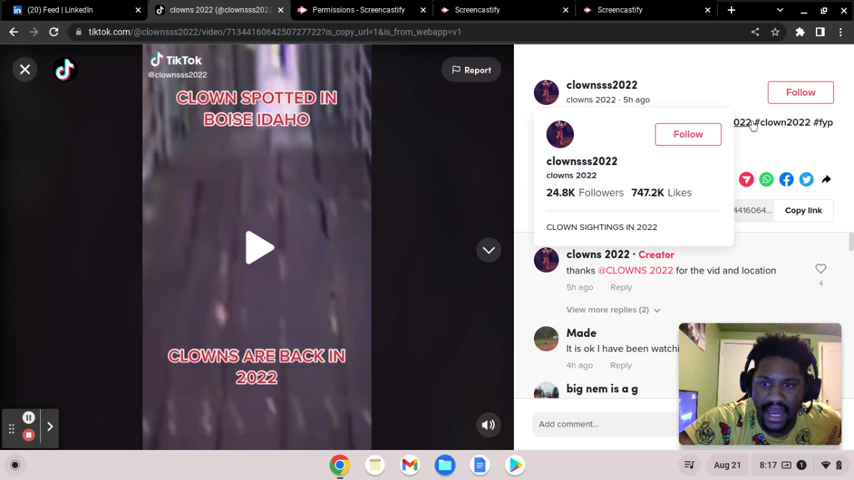 (20) Feed | LinkedIn
clowns 2022 (@clownsss202
Permissions - Screencastify
Screencastify
Screencastify
tiktok.com/@clownsss2022/video/7134416064250727722?is_copy_url=1&is_from_webapp=v1
TikTok
@clownsss2022
Report
CLOWN SPOTTED IN
BOISE IDAHO
CLOWNS ARE BACK IN
2022
clownsss2022
clowns 2022 · 5h ago
Follow
022 #clown2022 #fyp
Follow
clownsss2022
clowns 2022
24.8K Followers 747.2K Likes
CLOWN SIGHTINGS IN 2022
4416064...
Copy link
clowns 2022 · Creator
thanks @CLOWNS 2022 for the vid and location
4
5h ago Reply
View more replies (2)
Made
It is ok I have been watchi
4h ago Reply
big nem is a g
Add comment...
Aug 21
8:17
1